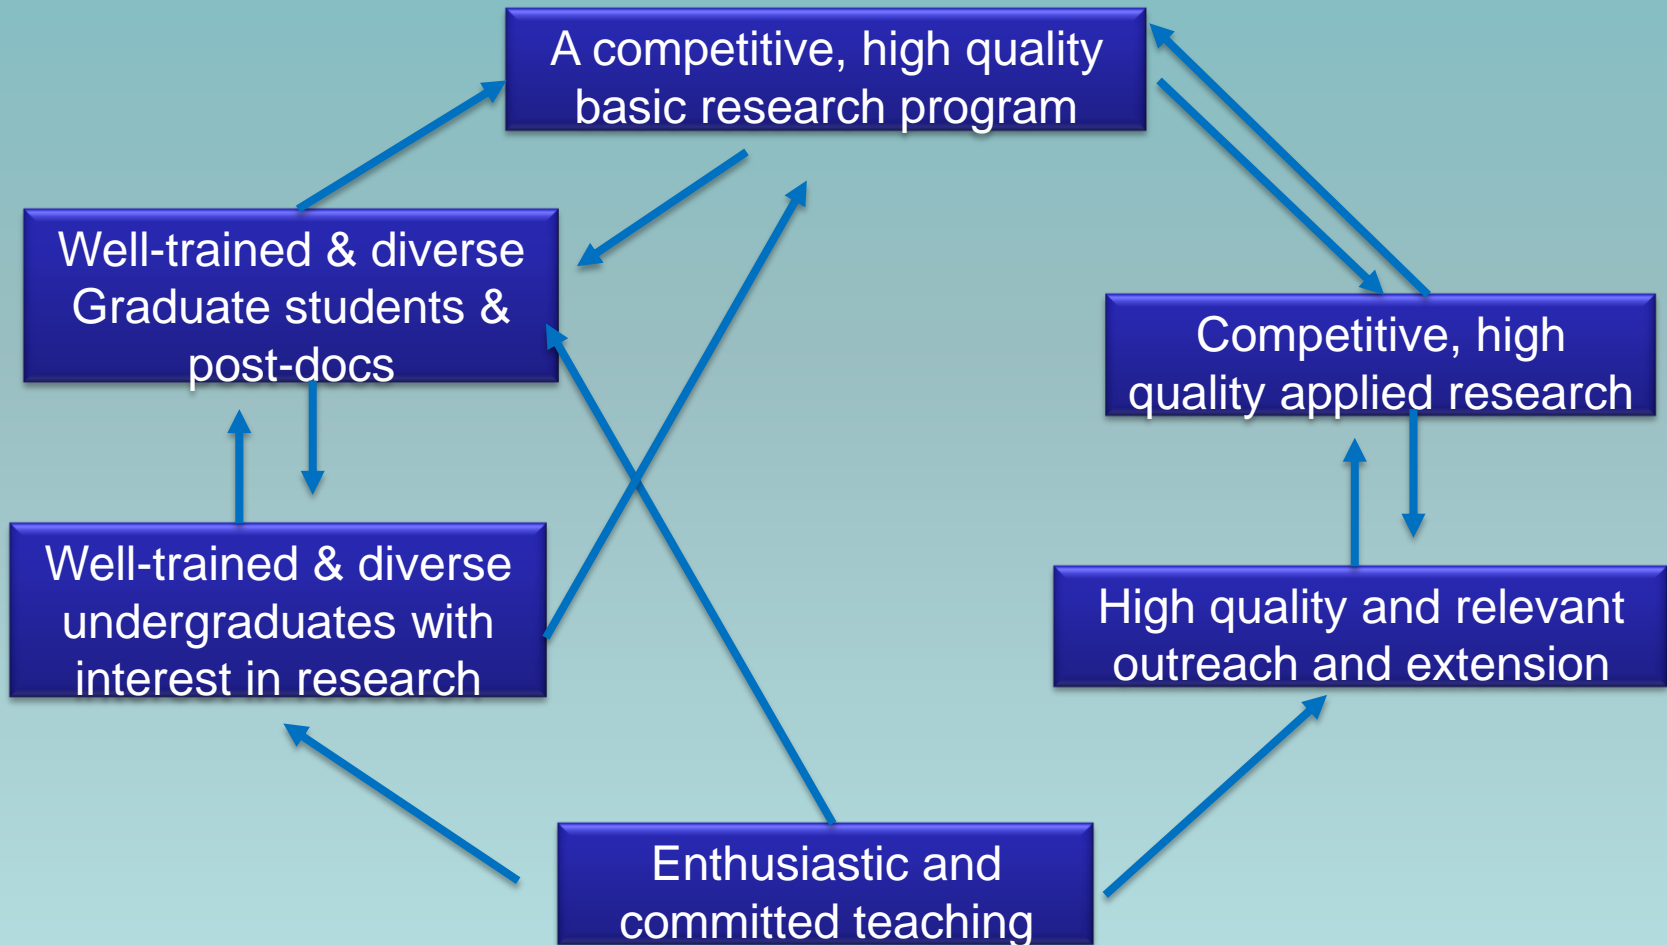 A competitive, high quality
basic research program
Well-trained & diverse
Graduate students &
post-docs
Competitive, high
quality applied research
Well-trained & diverse
undergraduates with
interest in research
High quality and relevant
outreach and extension
Enthusiastic and
committed teaching